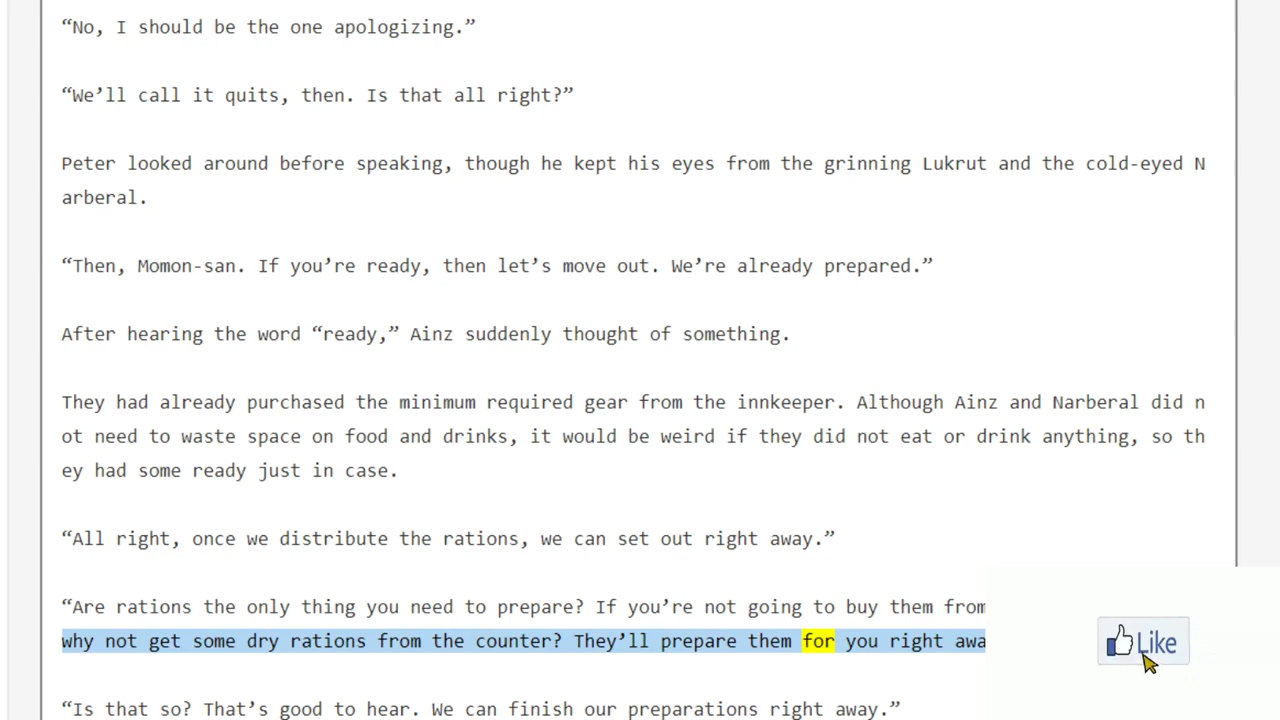 “No, I should be the one apologizing.”
“We’ll call it quits, then. Is that all right?”
Peter looked around before speaking, though he kept his eyes from the grinning Lukrut and the cold-eyed N
arberal.
“Then, Momon-san. If you’re ready, then let’s move out. We’re already prepared.”
After hearing the word “ready,” Ainz suddenly thought of something.
They had already purchased the minimum required gear from the innkeeper. Although Ainz and Narberal did n
ot need to waste space on food and drinks, it would be weird if they did not eat or drink anything, so th
ey had some ready just in case.
“All right, once we distribute the rations, we can set out right away.”
“Are rations the only thing you need to prepare? If you’re not going to buy them from
why not get some dry rations from the counter? They’ll prepare them for you right awa
Like
“Is that so? That’s good to hear. We can finish our preparations right away.”